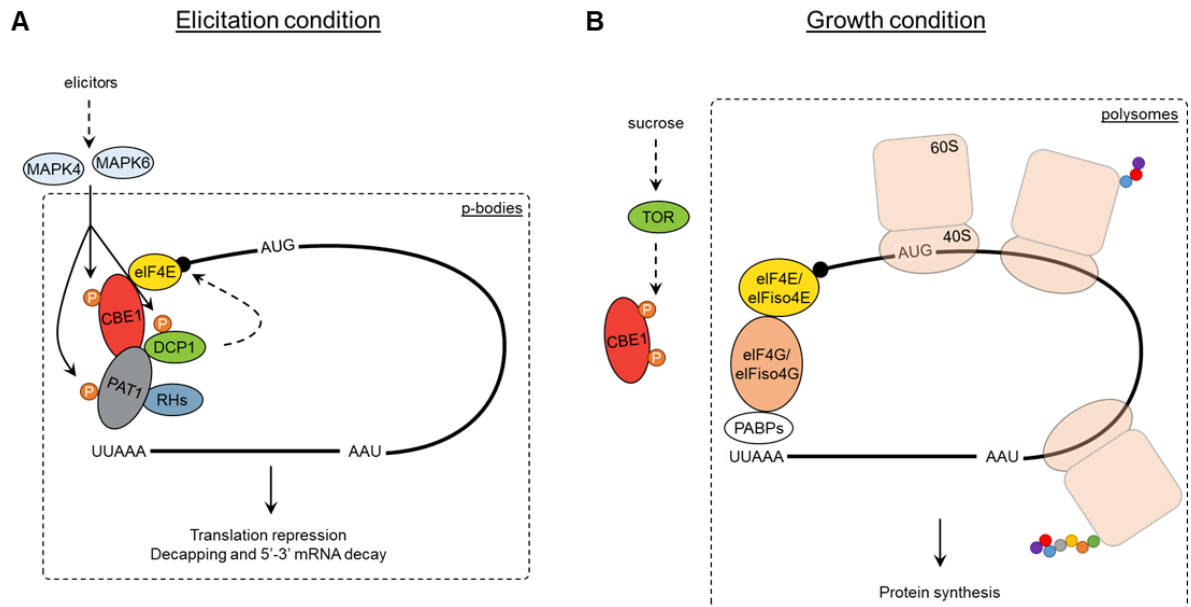 A
Elicitation condition
elicitors
MAPK4
MAPK6
p-bodies
AUG
eIF4E
P
CBE1
P
DCP1
P
PAT1
RHs
UUAAA
AAU
Translation repression
Decapping and 5'-3' mRNA decay
B
Growth condition
polysomes
sucrose
60S
TOR
40S
AUG
eIF4E/
eIFiso4E
P
CBE1
P
eIF4G/
eIFiso4G
PABPs
UUAAA
AAU
Protein synthesis